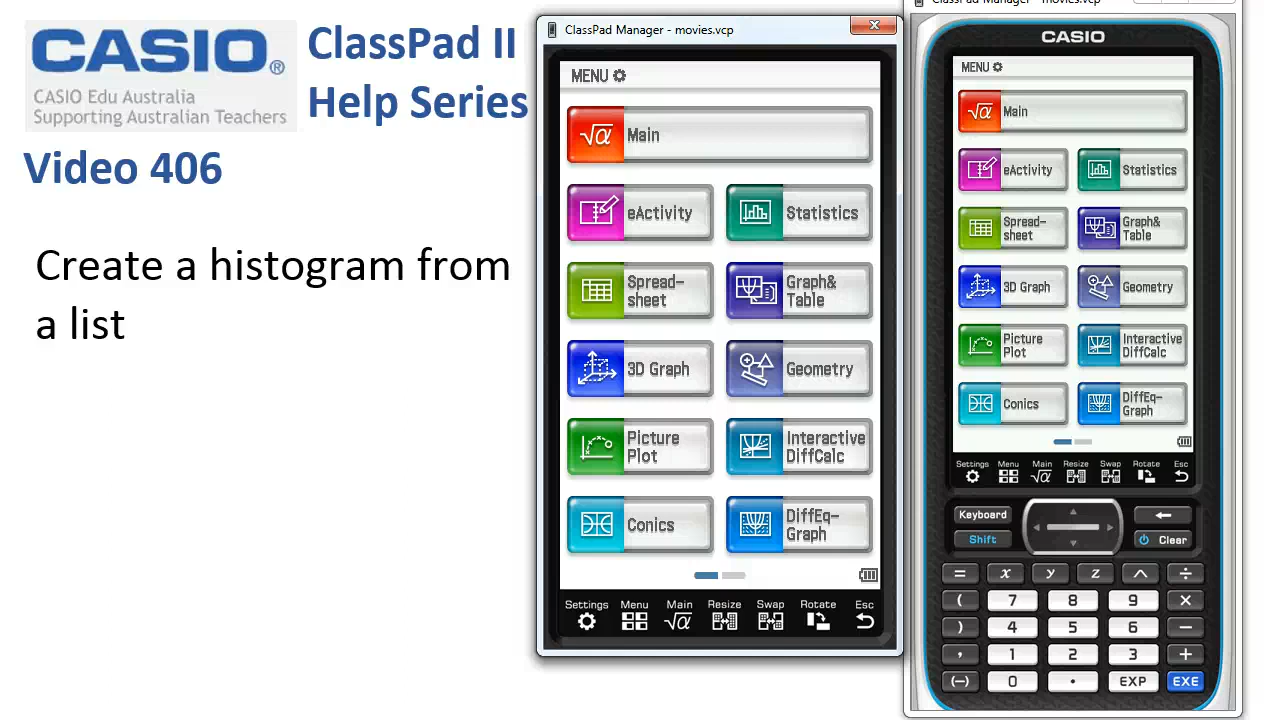 CASIO®
CASIO Edu Australia
Supporting Australian Teachers
ClassPad II
Help Series
Video 406
Create a histogram from
a list
ClassPad Manager - movies.vcp
MENU
Main
eActivity
Statistics
Spread-
sheet
Graph&
Table
3D Graph
Geometry
Picture
Plot
Interactive
DiffCalc
Conics
DiffEq-
Graph
Settings Menu Main Resize Swap Rotate Esc
√α
ClassPad Manager - movies.vcp
CASIO
MENU
Main
eActivity
Statistics
Spread-
sheet
Graph&
Table
3D Graph
Geometry
Picture
Plot
Interactive
DiffCalc
Conics
DiffEq-
Graph
Settings Menu Main Resize Swap Rotate Esc
√α
Keyboard
Shift
Clear
= x y z ^ ÷
( 7 8 9 ×
) 4 5 6 −
, 1 2 3 +
(−) 0 . EXP EXE